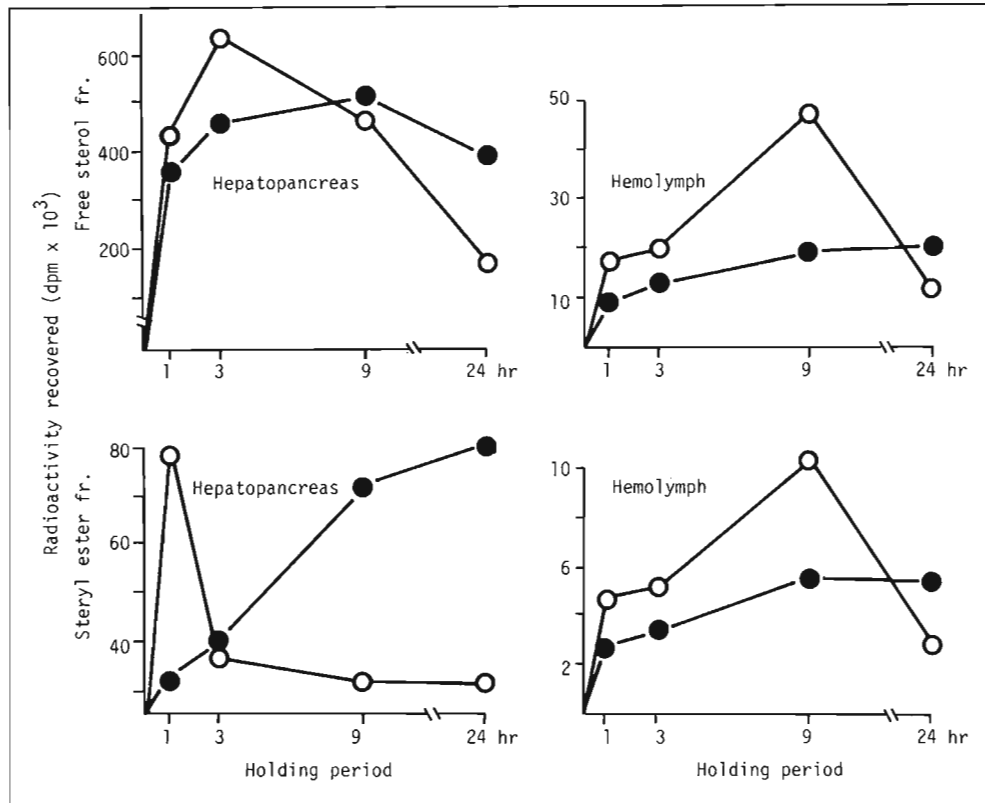 Radioactivity recovered (dpm x 10³)
Free sterol fr.
600
400
200
Hepatopancreas
1 3 9 24 hr
50
30
10
Hemolymph
1 3 9 24 hr
Steryl ester fr.
80
60
40
Hepatopancreas
1 3 9 24 hr
Holding period
10
6
2
Hemolymph
1 3 9 24 hr
Holding period